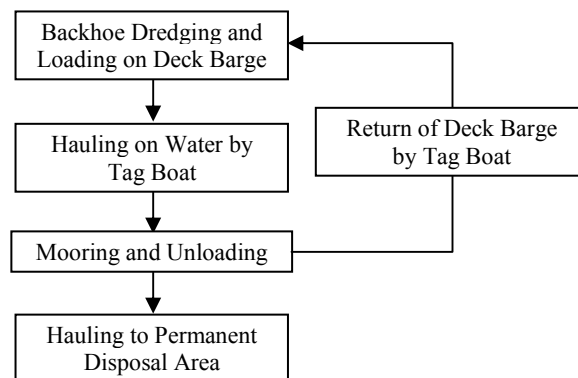 Backhoe Dredging and
Loading on Deck Barge
Hauling on Water by
Tag Boat
Return of Deck Barge
by Tag Boat
Mooring and Unloading
Hauling to Permanent
Disposal Area